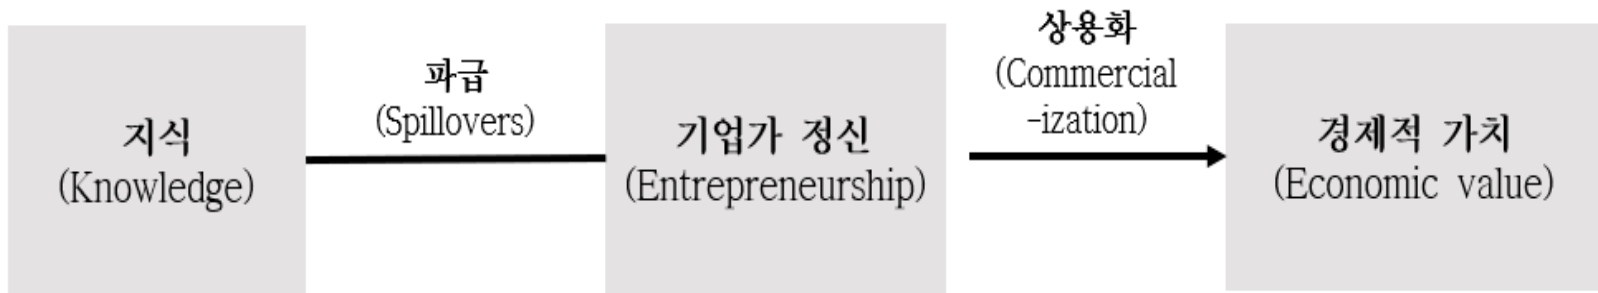 지식
(Knowledge)
파급
(Spillovers)
기업가 정신
(Entrepreneurship)
상용화
(Commercial
-ization)
경제적 가치
(Economic value)